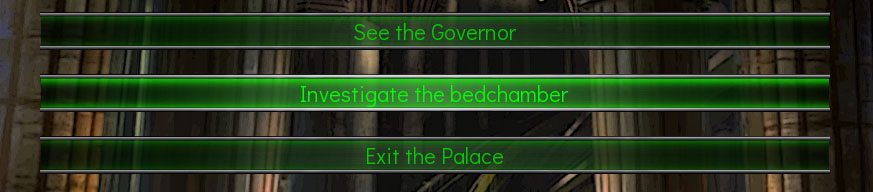 See the Governor
Investigate the bedchamber
Exit the Palace